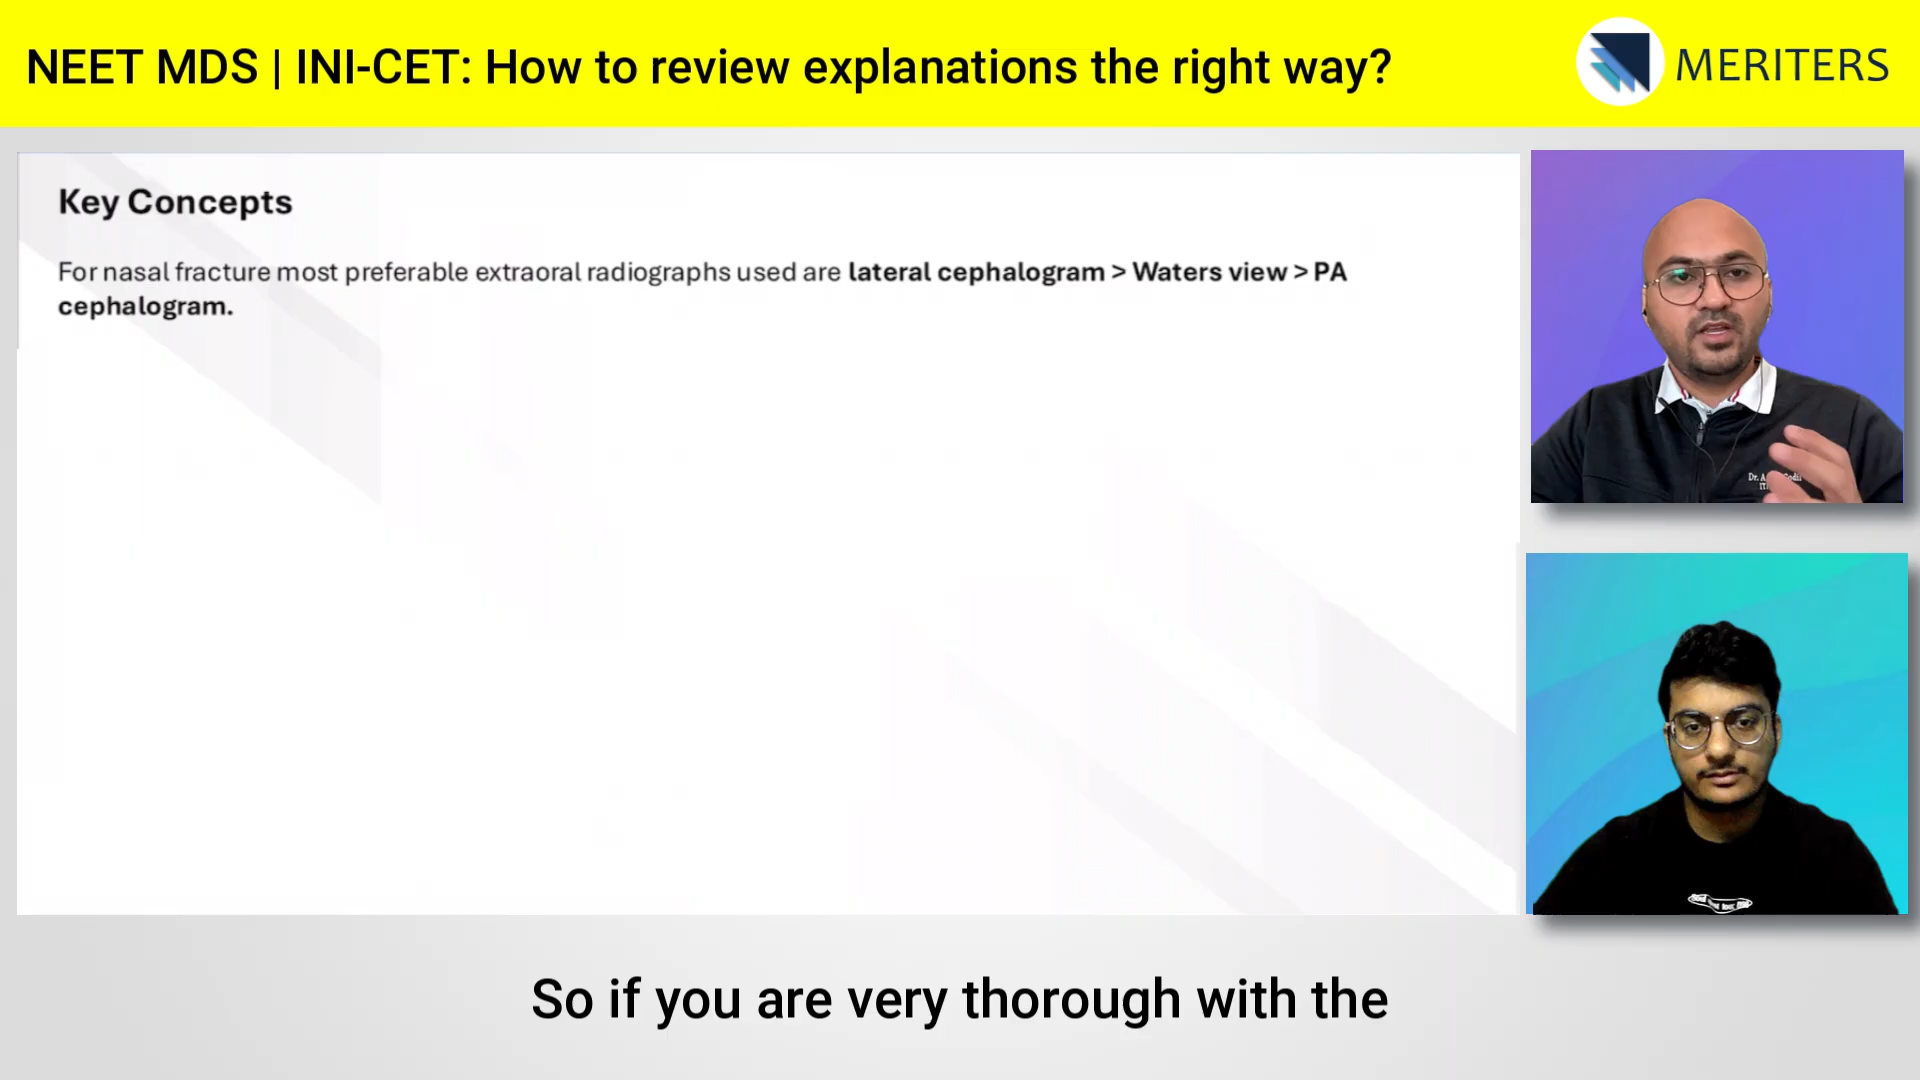 NEET MDS | INI-CET: How to review explanations the right way?
MERITERS
Key Concepts
For nasal fracture most preferable extraoral radiographs used are lateral cephalogram > Waters view > PA
cephalogram.
Dr. A
So if you are very thorough with the